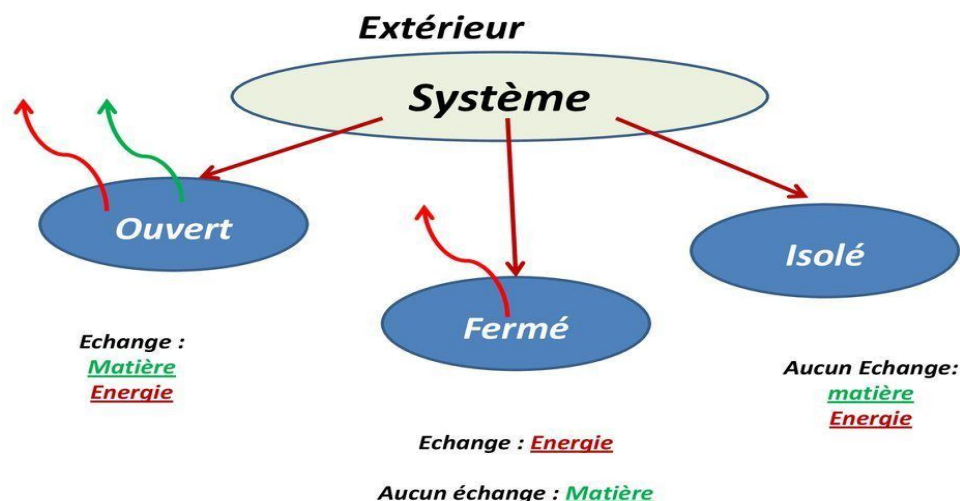 Extérieur
Système
Ouvert
Fermé
Isolé
Echange :
Matière
Energie
Echange : Energie
Aucun échange : Matière
Aucun Echange:
matière
Energie